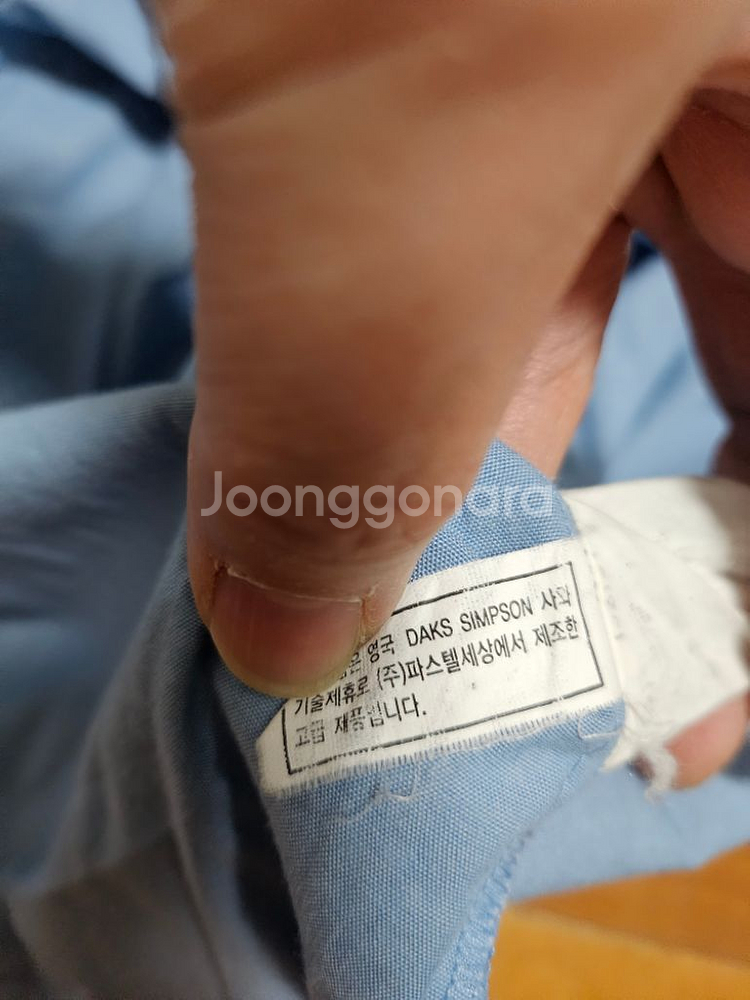 Joonggonara
은 영국 DAKS SIMPSON 사와
기술제휴로 (주)파스텔세상에서 제조한
고급 제품입니다.